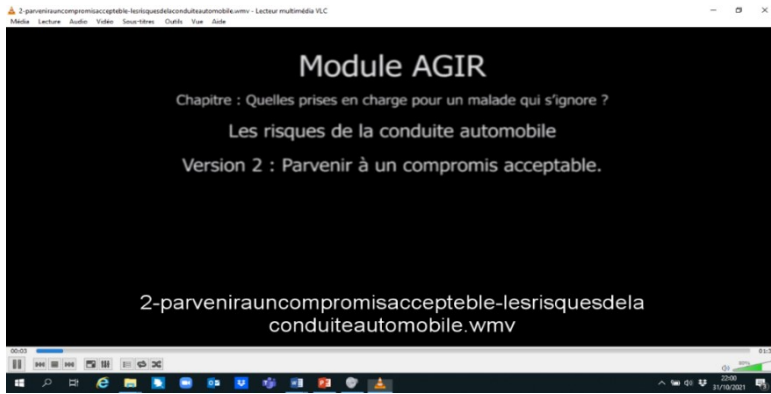 2-parvenirauncompromisaccepteble-lesrisquesdelaconduiteautomobile.wmv - Lecteur multimédia VLC
Média Lecture Audio Vidéo Sous-titres Outils Vue Aide
Module AGIR
Chapitre : Quelles prises en charge pour un malade qui s'ignore ?
Les risques de la conduite automobile
Version 2 : Parvenir à un compromis acceptable.
2-parvenirauncompromisaccepteble-lesrisquesdela
conduiteautomobile.wmv
00:03
22:00
31/10/2021